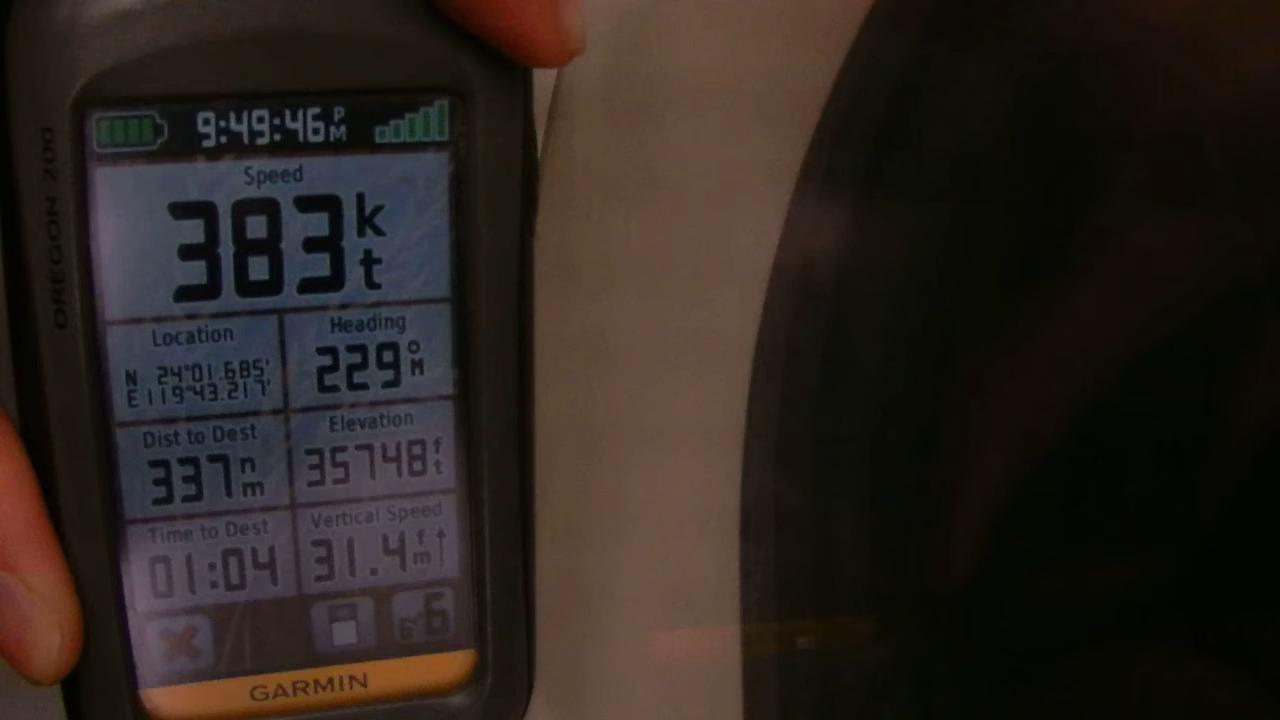 OREGON 200
9:49:46 PM
Speed
383 kt
Location
N 24°01.685'
E 119°43.217'
Heading
229°M
Dist to Dest
337 nm
Elevation
35748 ft
Time to Dest
01:04
Vertical Speed
31.4 fm↑
GARMIN